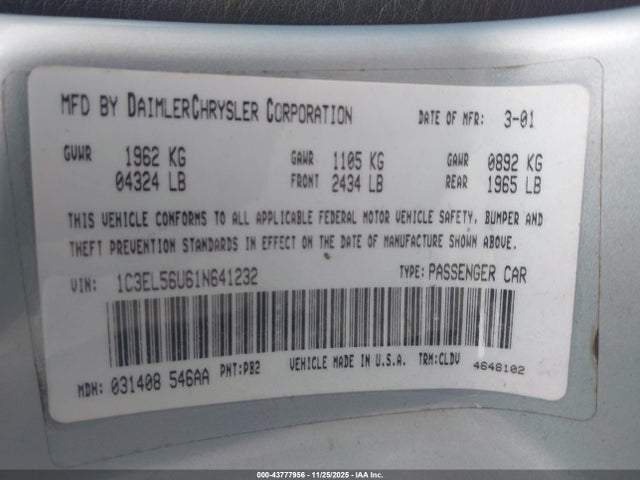 MFD BY DAIMLERCHRYSLER CORPORATION DATE OF MFR: 3-01
GVWR 1962 KG GAWR 1105 KG GAWR 0892 KG
04324 LB FRONT 2434 LB REAR 1965 LB
THIS VEHICLE CONFORMS TO ALL APPLICABLE FEDERAL MOTOR VEHICLE SAFETY, BUMPER AND
THEFT PREVENTION STANDARDS IN EFFECT ON THE DATE OF MANUFACTURE SHOWN ABOVE.
VIN: 1C3EL56U61N641232 TYPE: PASSENGER CAR
MDH: 031408 546AA PNT: PB2 VEHICLE MADE IN U.S.A. TRM: CLDV 4648102
000-43777956 - 11/25/2025 - IAA Inc.